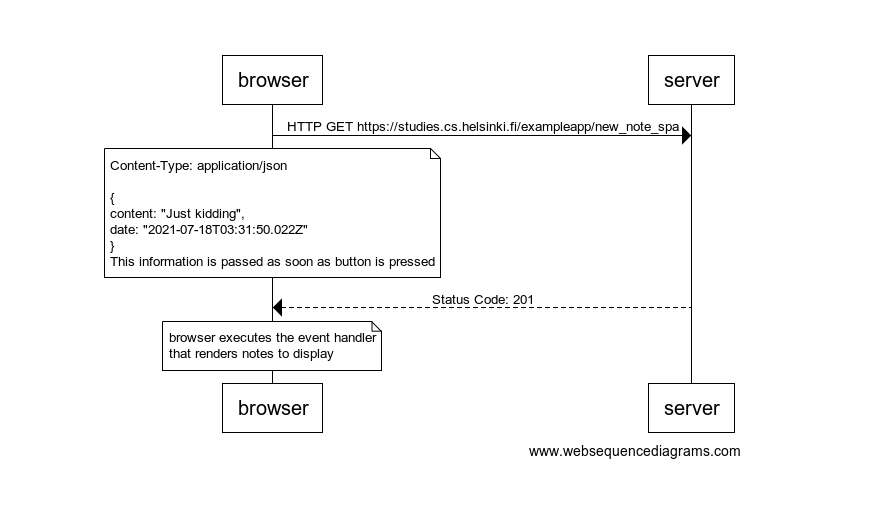 browser
server
HTTP GET https://studies.cs.helsinki.fi/exampleapp/new_note_spa
Content-Type: application/json
{
content: "Just kidding",
date: "2021-07-18T03:31:50.022Z"
}
This information is passed as soon as button is pressed
Status Code: 201
browser executes the event handler
that renders notes to display
browser
server
www.websequencediagrams.com